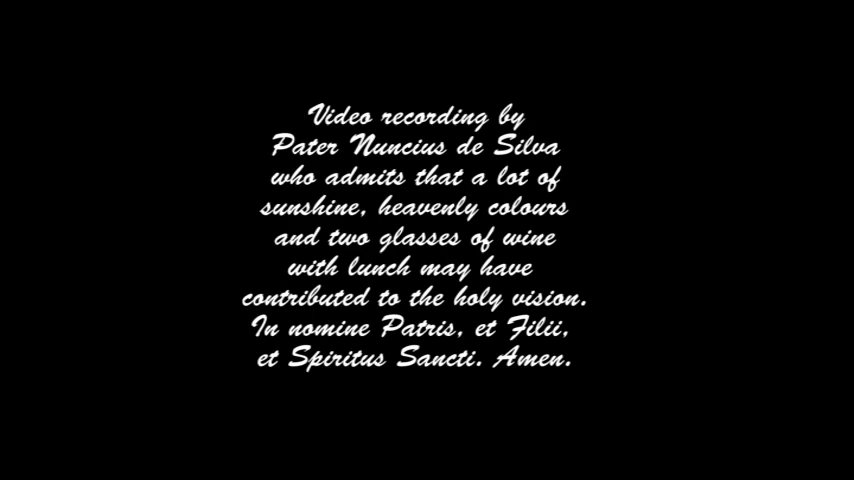 Video recording by
Pater Nuncius de Silva
who admits that a lot of
sunshine, heavenly colours
and two glasses of wine
with lunch may have
contributed to the holy vision.
In nomine Patris, et Filii,
et Spiritus Sancti. Amen.